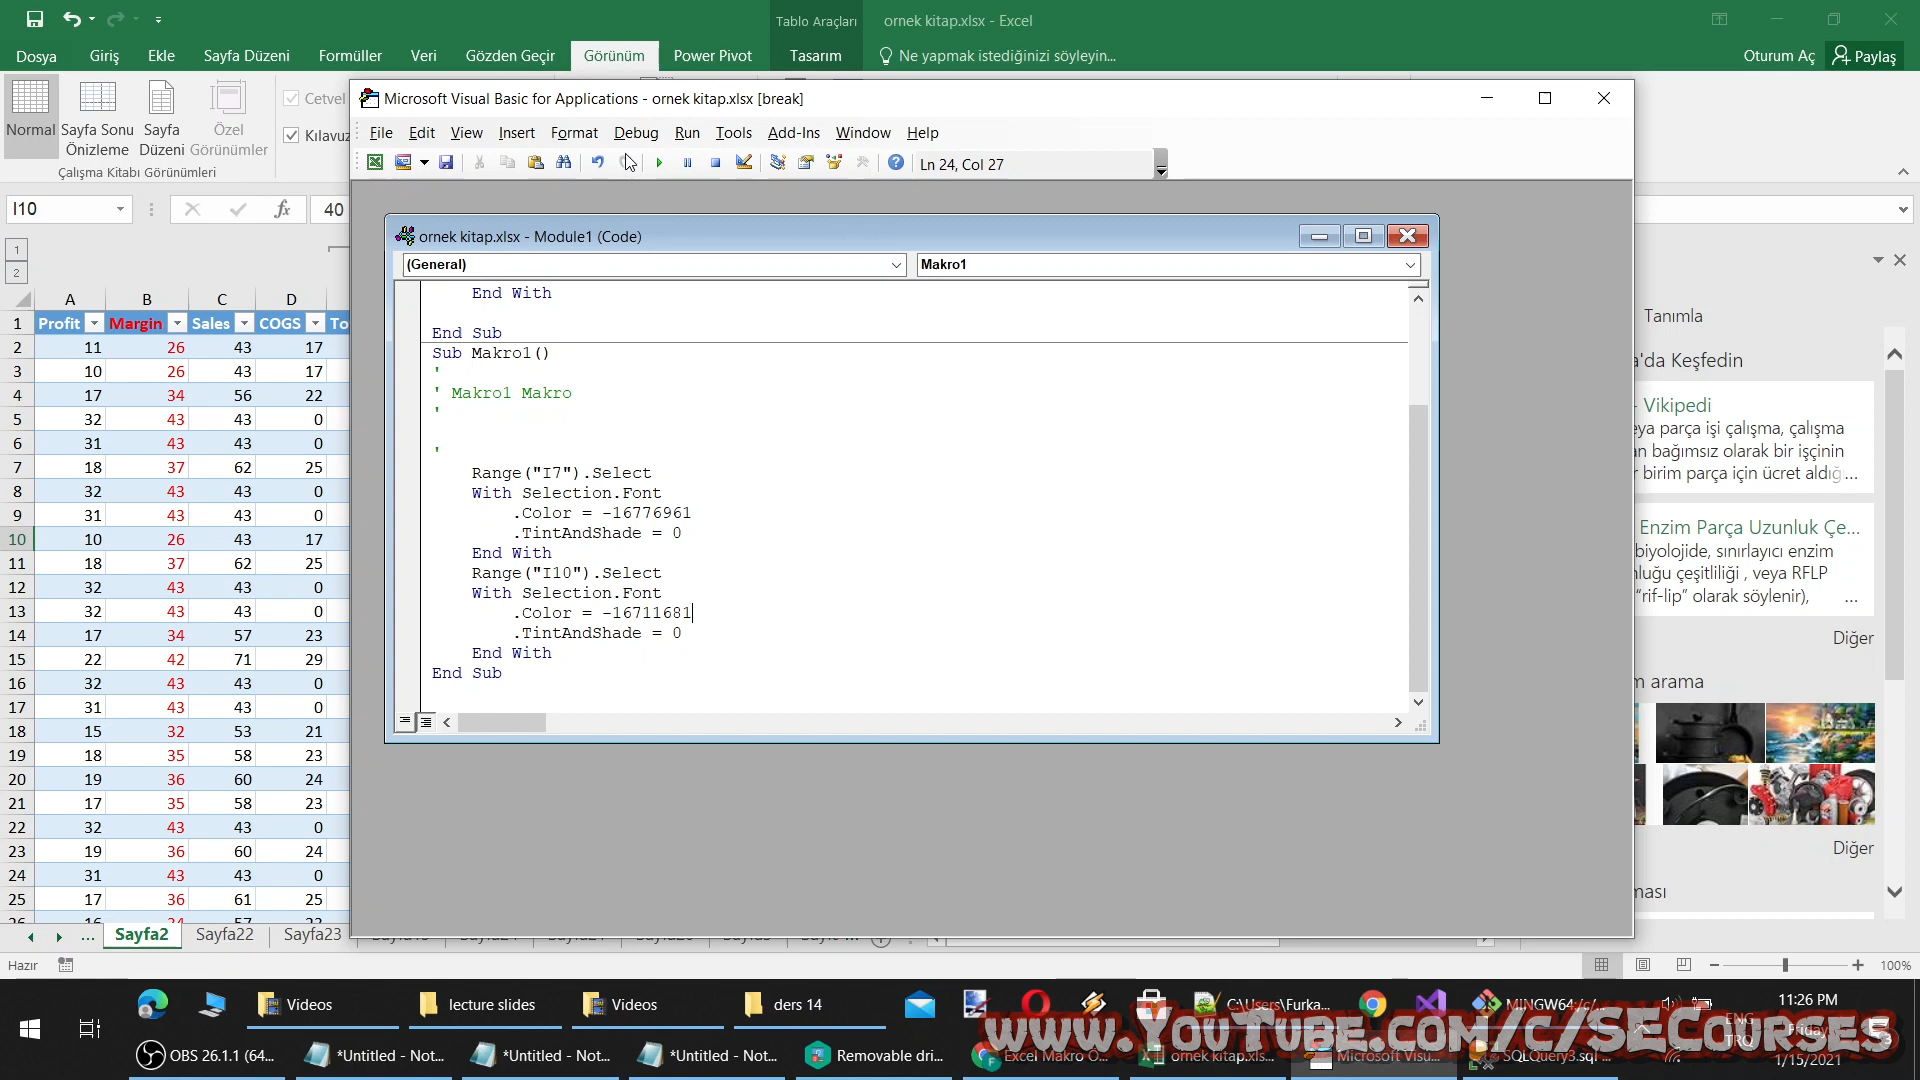 Tablo Araçları
ornek kitap.xlsx - Excel
Dosya
Giriş
Ekle
Sayfa Düzeni
Formüller
Veri
Gözden Geçir
Görünüm
Power Pivot
Tasarım
Ne yapmak istediğinizi söyleyin...
Oturum Aç
Paylaş
Normal
Sayfa Sonu
Önizleme
Sayfa
Düzeni
Özel
Görünümler
Cetvel
Kılavuz
Çalışma Kitabı Görünümleri
Microsoft Visual Basic for Applications - ornek kitap.xlsx [break]
File Edit View Insert Format Debug Run Tools Add-Ins Window Help
Ln 24, Col 27
I10
fx
40
ornek kitap.xlsx - Module1 (Code)
(General)
Makro1
    End With
End Sub
Sub Makro1()
'
' Makro1 Makro
'
'
    Range("I7").Select
    With Selection.Font
        .Color = -16776961
        .TintAndShade = 0
    End With
    Range("I10").Select
    With Selection.Font
        .Color = -16711681
        .TintAndShade = 0
    End With
End Sub
1
2
A B C D
1 Profit Margin Sales COGS To
2 11 26 43 17
3 10 26 43 17
4 17 34 56 22
5 32 43 43 0
6 31 43 43 0
7 18 37 62 25
8 32 43 43 0
9 31 43 43 0
10 10 26 43 17
11 18 37 62 25
12 32 43 43 0
13 32 43 43 0
14 17 34 57 23
15 22 42 71 29
16 32 43 43 0
17 31 43 43 0
18 15 32 53 21
19 18 35 58 23
20 19 36 60 24
21 17 35 58 23
22 32 43 43 0
23 19 36 60 24
24 31 43 43 0
25 17 36 61 25
Tanımla
a'da Keşfedin
- Vikipedi
eya parça işi çalışma, çalışma
an bağımsız olarak bir işçinin
r birim parça için ücret aldığ...
Enzim Parça Uzunluk Çe...
biyolojide, sınırlayıcı enzim
nluğu çeşitliliği , veya RFLP
"rif-lip" olarak söylenir), ...
Diğer
m arama
Diğer
ması
... Sayfa2 Sayfa22 Sayfa23
Hazır
100%
Videos
lecture slides
Videos
ders 14
C:\Users\Furka...
MINGW64:/c/...
11:26 PM
Friday
1/15/2021
ENG
TRQ
OBS 26.1.1 (64...
*Untitled - Not...
*Untitled - Not...
*Untitled - Not...
Removable dri...
Excel Makro O...
ornek kitap.xls...
Microsoft Visu...
SQLQuery3.sql ...
www.YouTube.com/c/SECourses